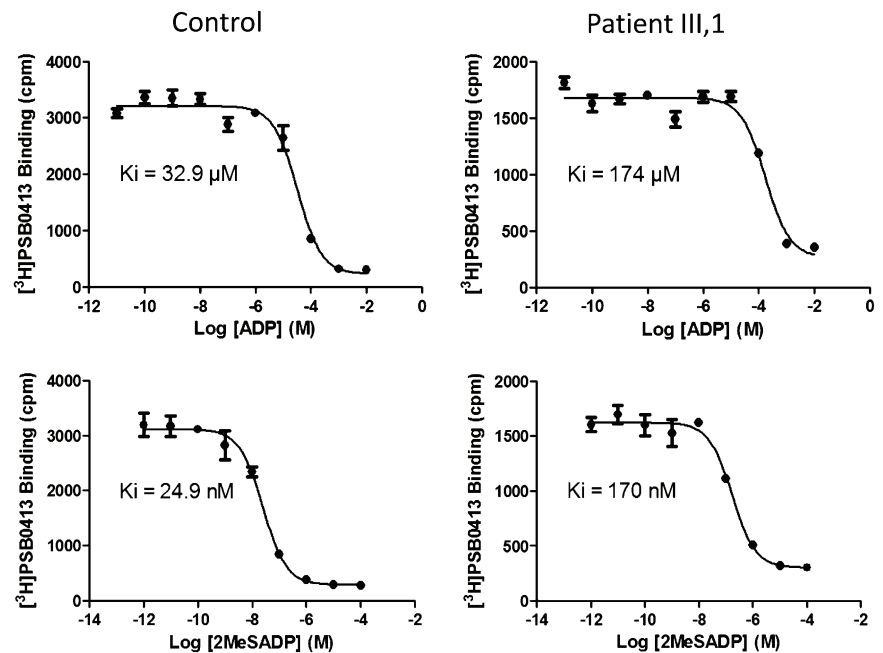 Control
Patient III,1
[³H]PSB0413 Binding (cpm)
4000
3000
2000
1000
0
Ki = 32.9 µM
-12 -10 -8 -6 -4 -2 0
Log [ADP] (M)
[³H]PSB0413 Binding (cpm)
2000
1500
1000
500
0
Ki = 174 µM
-12 -10 -8 -6 -4 -2 0
Log [ADP] (M)
[³H]PSB0413 Binding (cpm)
4000
3000
2000
1000
0
Ki = 24.9 nM
-14 -12 -10 -8 -6 -4 -2
Log [2MeSADP] (M)
[³H]PSB0413 Binding (cpm)
2000
1500
1000
500
0
Ki = 170 nM
-14 -12 -10 -8 -6 -4 -2
Log [2MeSADP] (M)